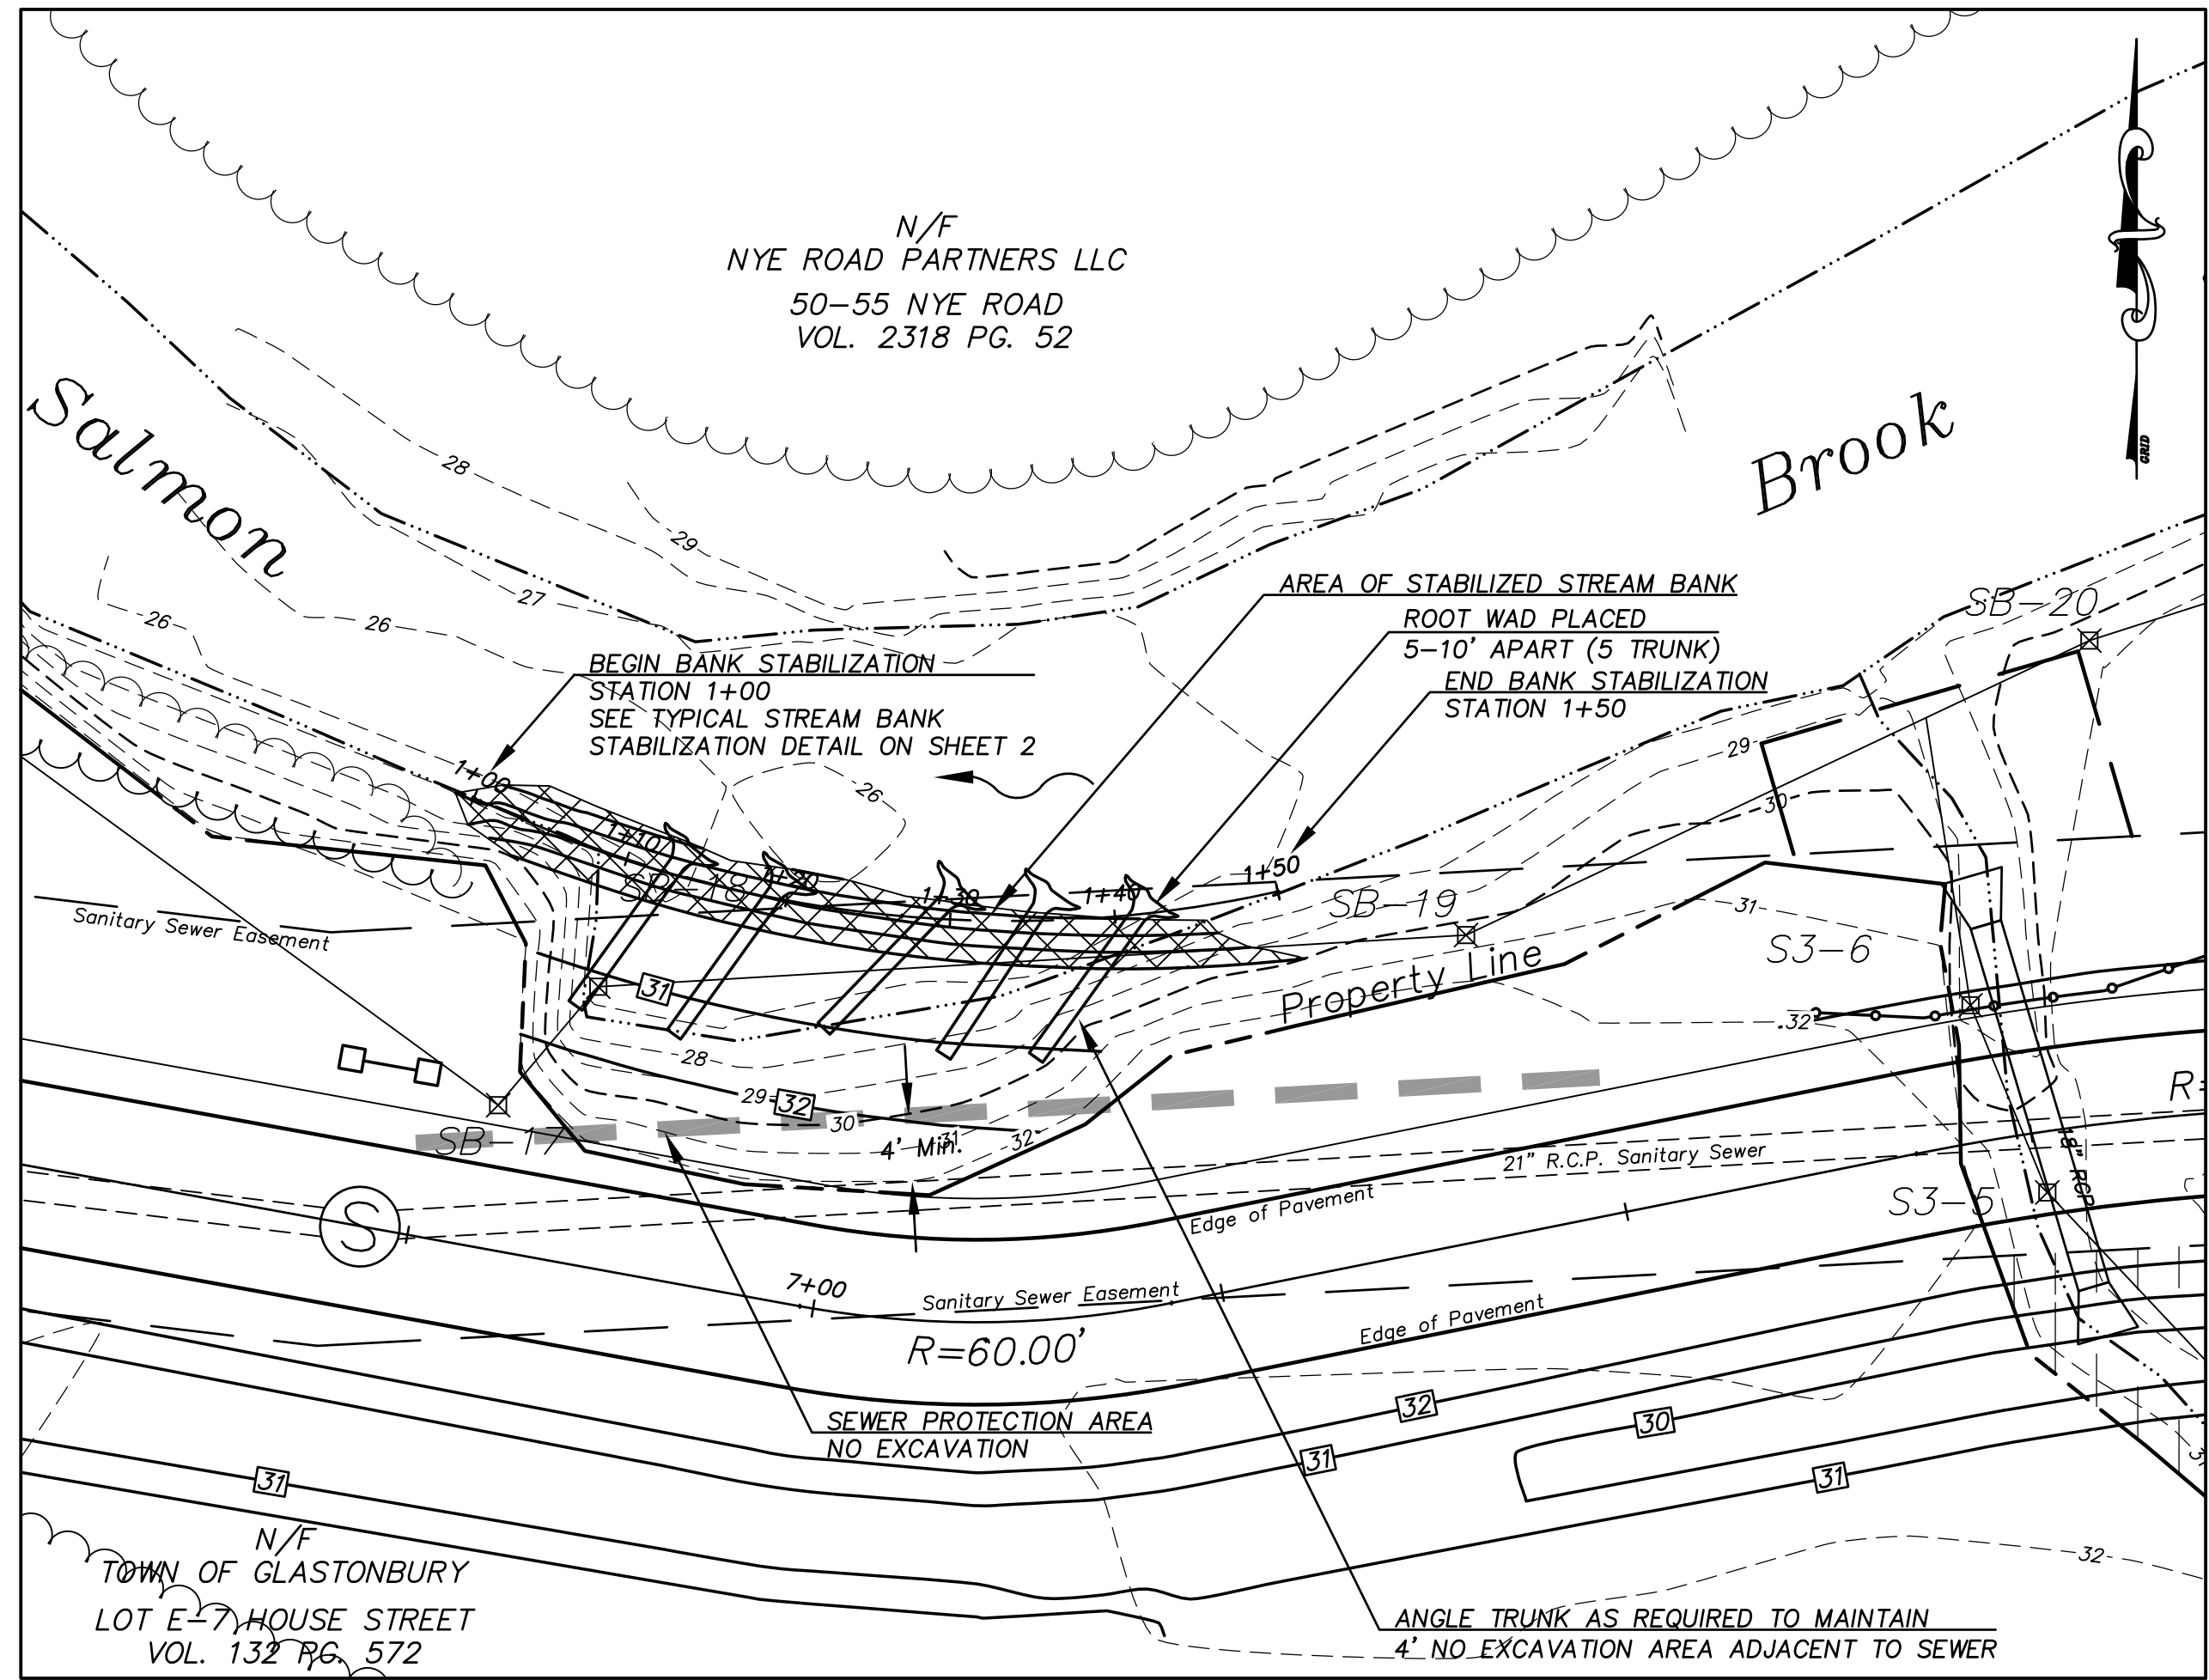 N/F
NYE ROAD PARTNERS LLC
50-55 NYE ROAD
VOL. 2318 PG. 52
GRID
Salmon
Brook
28
29
27
26
26
AREA OF STABILIZED STREAM BANK
ROOT WAD PLACED
5-10' APART (5 TRUNK)
END BANK STABILIZATION
STATION 1+50
SB-20
BEGIN BANK STABILIZATION
STATION 1+00
SEE TYPICAL STREAM BANK
STABILIZATION DETAIL ON SHEET 2
29
30
26
1+00
1+10
1+20
1+30
1+40
1+50
SB-18
SB-19
31
S3-6
Sanitary Sewer Easement
Property Line
31
32
28
29
32
30
31
32
4' Min.
SB-17
R=
21" R.C.P. Sanitary Sewer
18" RCP
S3-5
Edge of Pavement
S
7+00
Sanitary Sewer Easement
Edge of Pavement
R=60.00'
SEWER PROTECTION AREA
NO EXCAVATION
32
30
31
31
31
32
N/F
TOWN OF GLASTONBURY
LOT E-7 HOUSE STREET
VOL. 132 PG. 572
ANGLE TRUNK AS REQUIRED TO MAINTAIN
4' NO EXCAVATION AREA ADJACENT TO SEWER